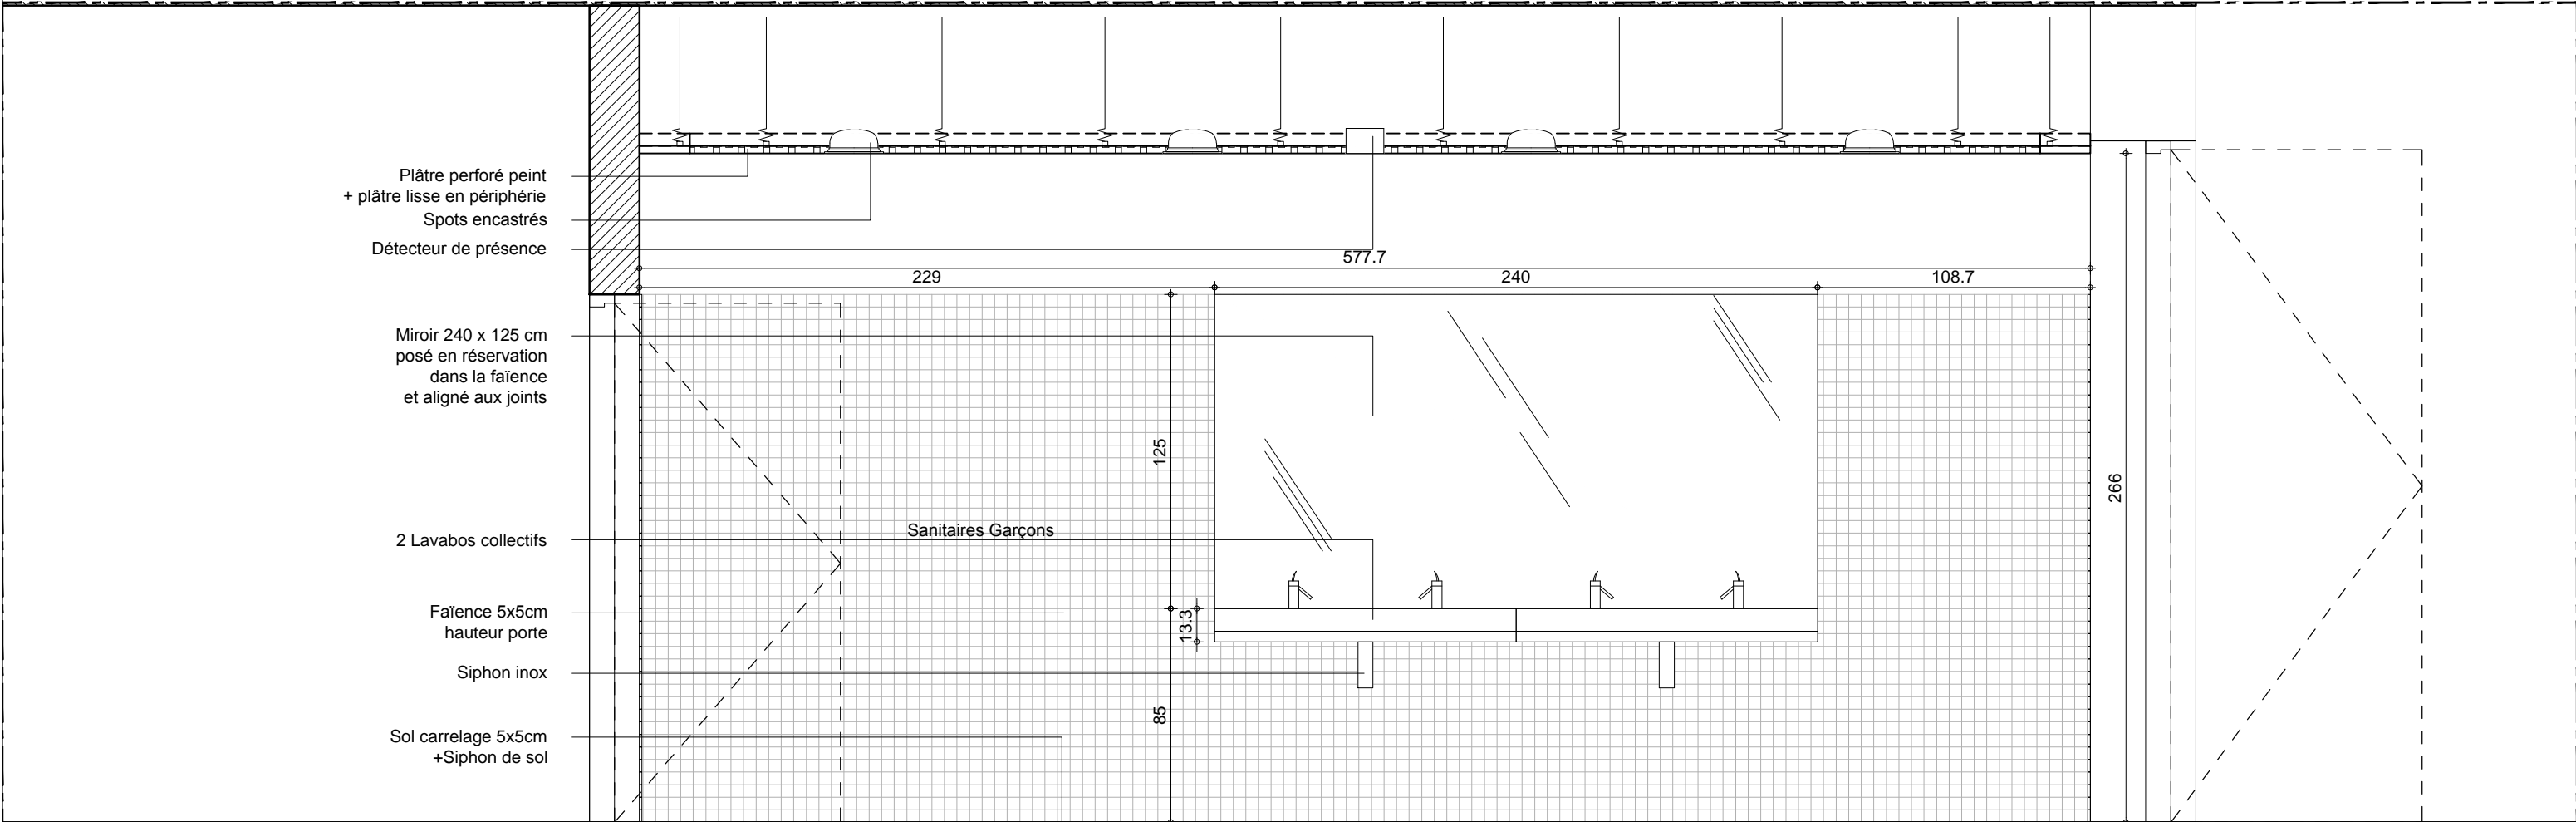 Plâtre perforé peint
+ plâtre lisse en périphérie
Spots encastrés
Détecteur de présence
577.7
229
240
108.7
Miroir 240 x 125 cm
posé en réservation
dans la faïence
et aligné aux joints
125
266
Sanitaires Garçons
2 Lavabos collectifs
Faïence 5x5cm
hauteur porte
13.3
Siphon inox
85
Sol carrelage 5x5cm
+Siphon de sol